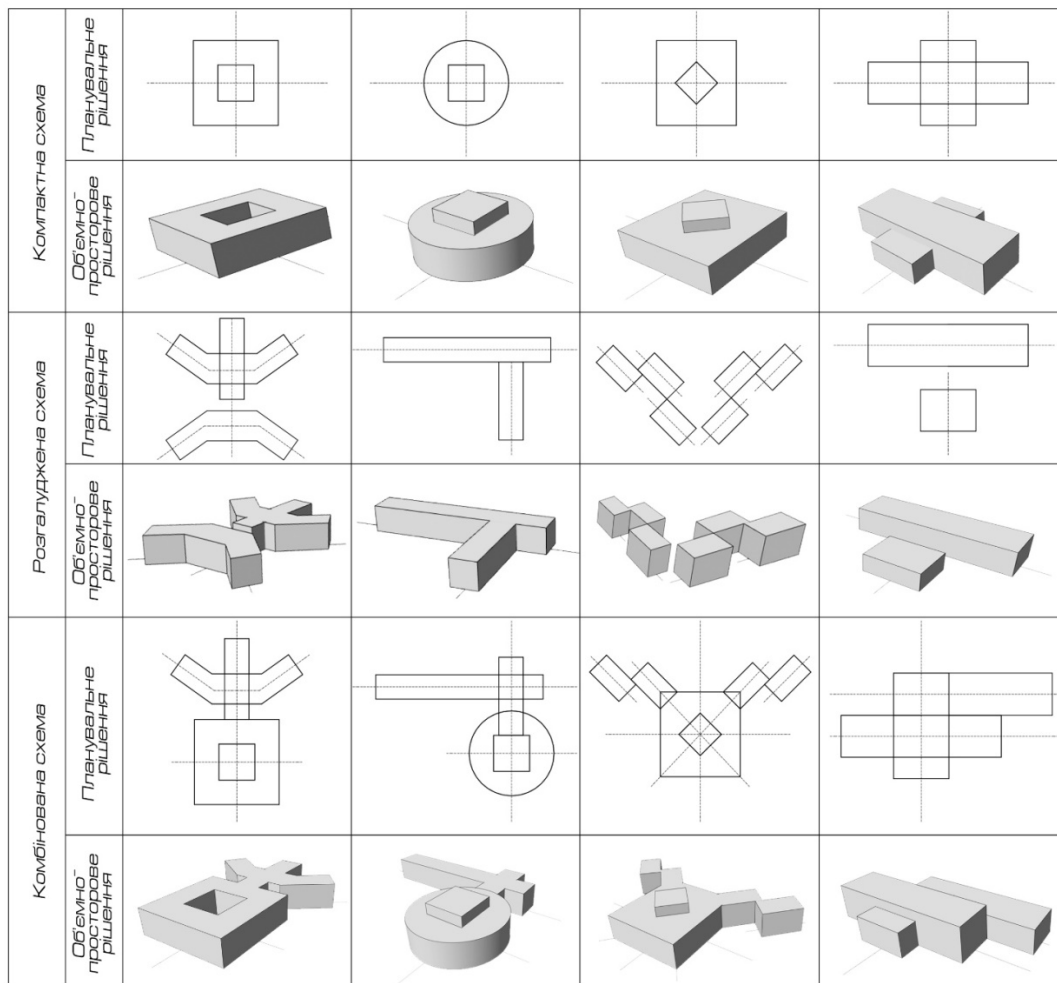 Компактна схема
Планувальне
рішення
Об'ємно-
просторове
рішення
Розгалуджена схема
Планувальне
рішення
Об'ємно-
просторове
рішення
Комбінована схема
Планувальне
рішення
Об'ємно-
просторове
рішення